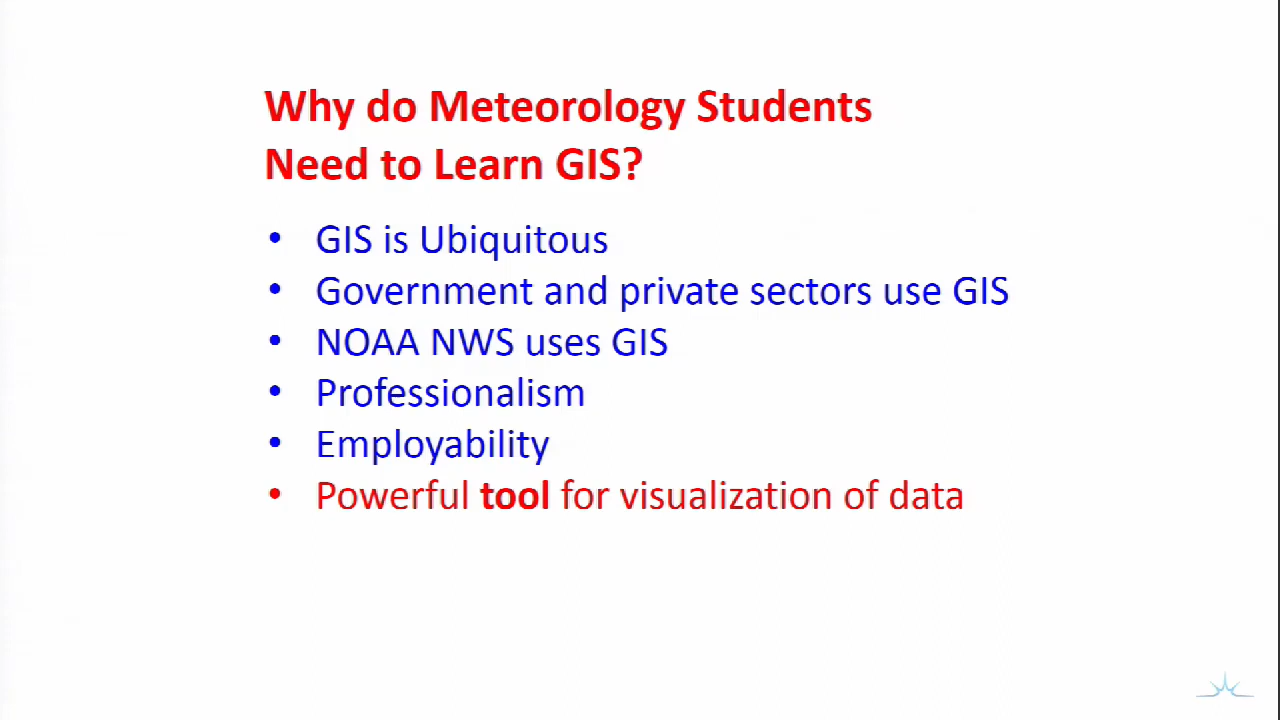 Why do Meteorology Students
Need to Learn GIS?
• GIS is Ubiquitous
• Government and private sectors use GIS
• NOAA NWS uses GIS
• Professionalism
• Employability
• Powerful tool for visualization of data